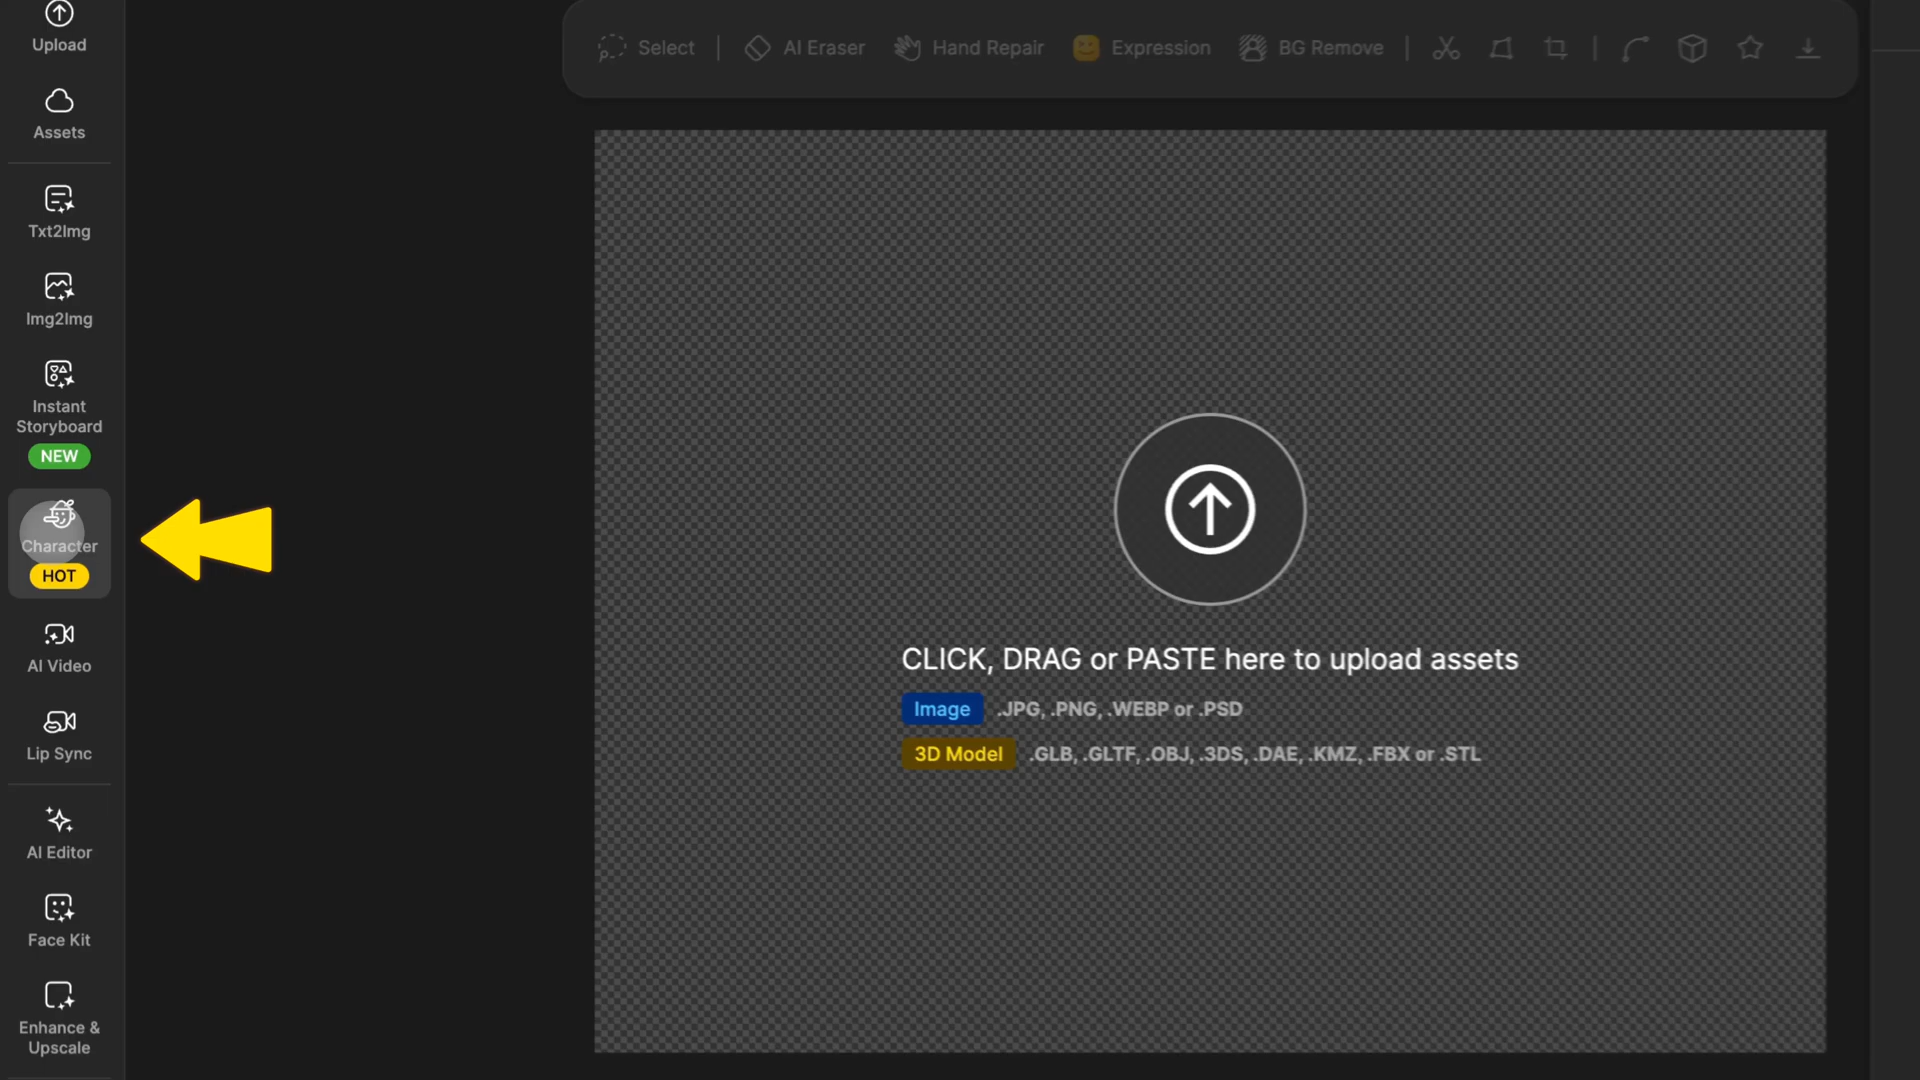 Upload
Assets
Txt2Img
Img2Img
Instant
Storyboard
NEW
Character
HOT
AI Video
Lip Sync
AI Editor
Face Kit
Enhance &
Upscale
Select
AI Eraser
Hand Repair
Expression
BG Remove
CLICK, DRAG or PASTE here to upload assets
Image .JPG, .PNG, .WEBP or .PSD
3D Model .GLB, .GLTF, .OBJ, .3DS, .DAE, .KMZ, .FBX or .STL